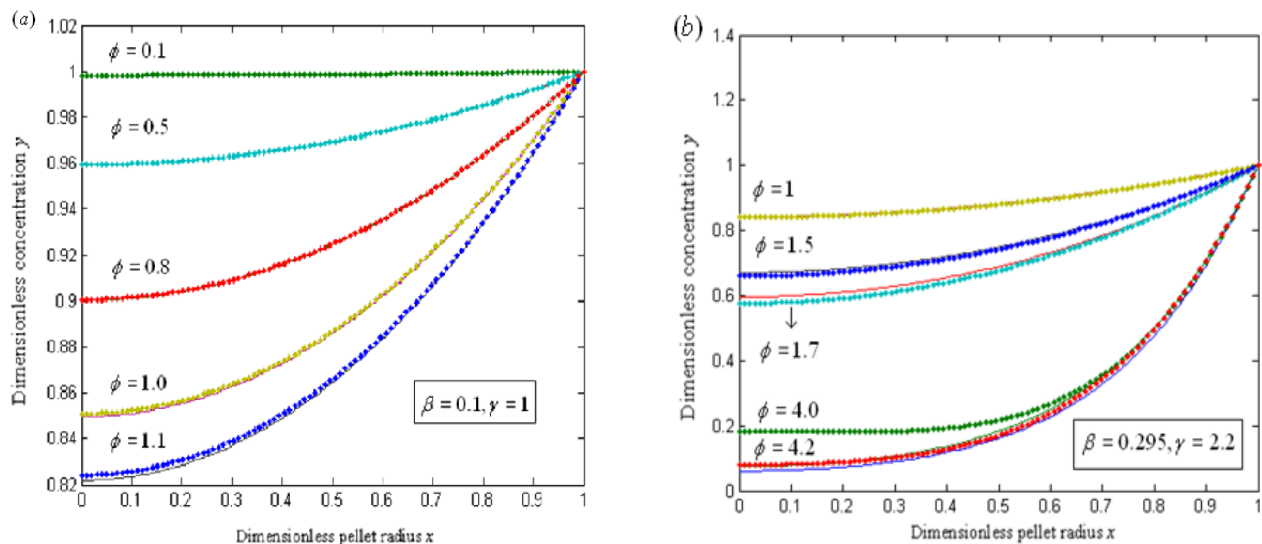 (a)
1.02
1
0.98
0.96
0.94
0.92
0.9
0.88
0.86
0.84
0.82
Dimensionless concentration y
ϕ = 0.1
ϕ = 0.5
ϕ = 0.8
ϕ = 1.0
ϕ = 1.1
β = 0.1, γ = 1
0 0.1 0.2 0.3 0.4 0.5 0.6 0.7 0.8 0.9 1
Dimensionless pellet radius x
(b)
1.4
1.2
1
0.8
0.6
0.4
0.2
0
Dimensionless concentration y
ϕ = 1
ϕ = 1.5
ϕ = 1.7
ϕ = 4.0
ϕ = 4.2
β = 0.295, γ = 2.2
0 0.1 0.2 0.3 0.4 0.5 0.6 0.7 0.8 0.9 1
Dimensionless pellet radius x